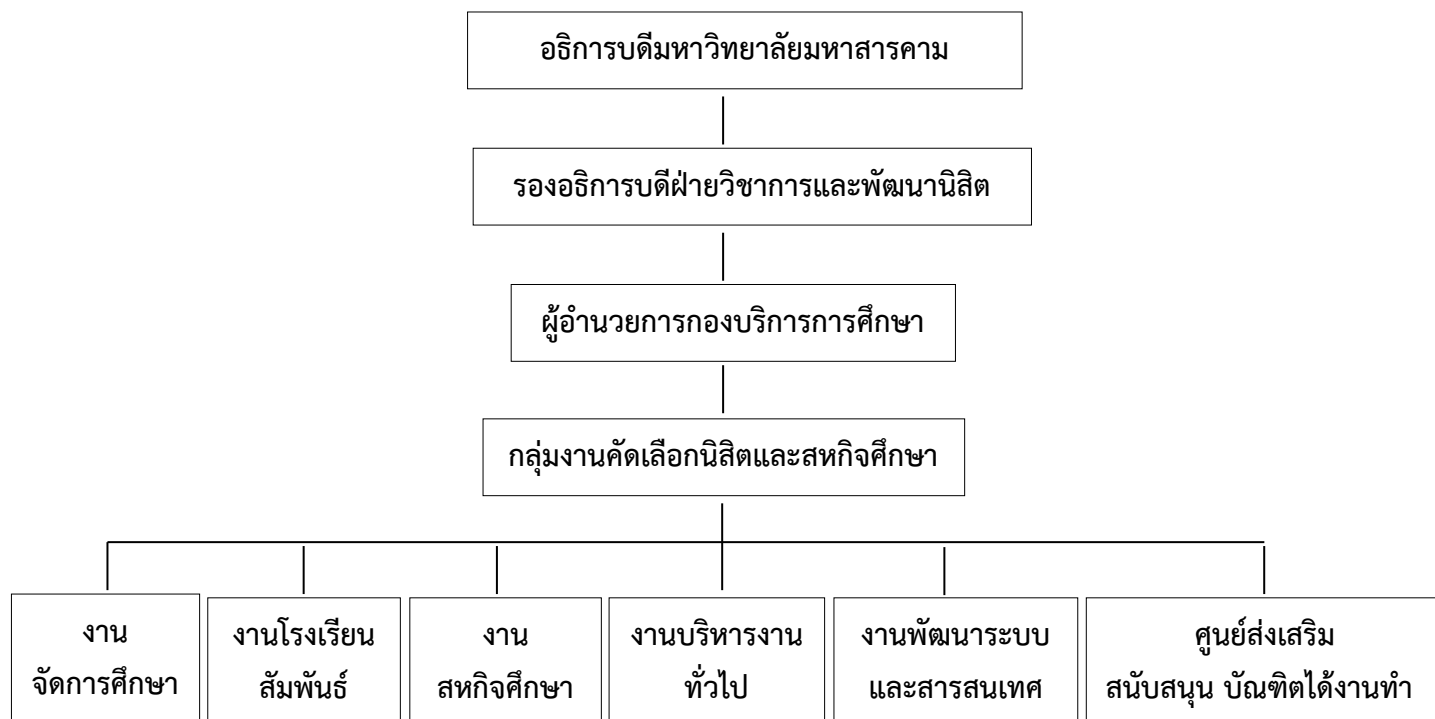 อธิการบดีมหาวิทยาลัยมหาสารคาม
รองอธิการบดีฝ่ายวิชาการและพัฒนานิสิต
ผู้อำนวยการกองบริการการศึกษา
กลุ่มงานคัดเลือกนิสิตและสหกิจศึกษา
งาน
จัดการศึกษา
งานโรงเรียน
สัมพันธ์
งาน
สหกิจศึกษา
งานบริหารงาน
ทั่วไป
งานพัฒนาระบบ
และสารสนเทศ
ศูนย์ส่งเสริม
สนับสนุน บัณฑิตได้งานทำ